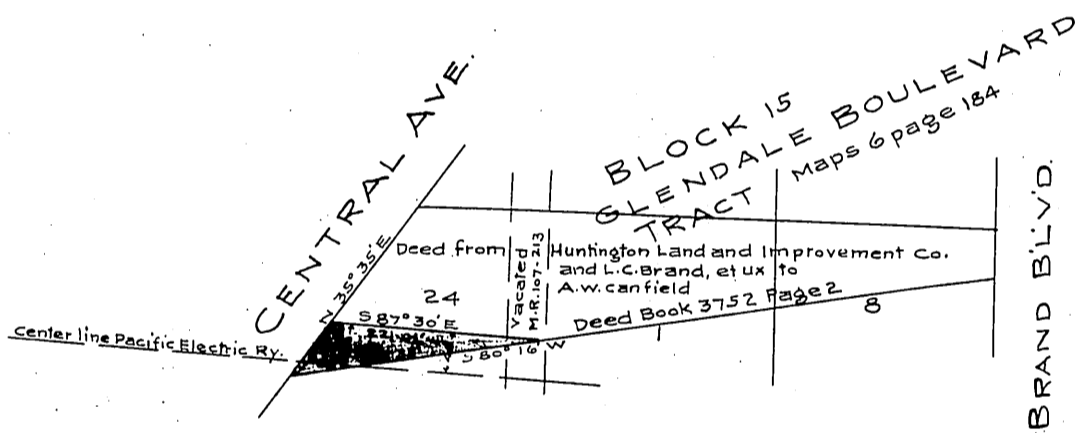 CENTRAL AVE.
BLOCK 15
GLENDALE BOULEVARD
TRACT
Maps 6 page 184
BRAND B'L'V'D.
N 35° 35' E
Deed from
Vacated
M.R.107-213
Huntington Land and Improvement Co.
and L.C.Brand, et ux to
A.W.canfield
Deed Book 3752 Page 2
24
8
S 87° 30' E
S 80° 16' W
Center line Pacific Electric Ry.